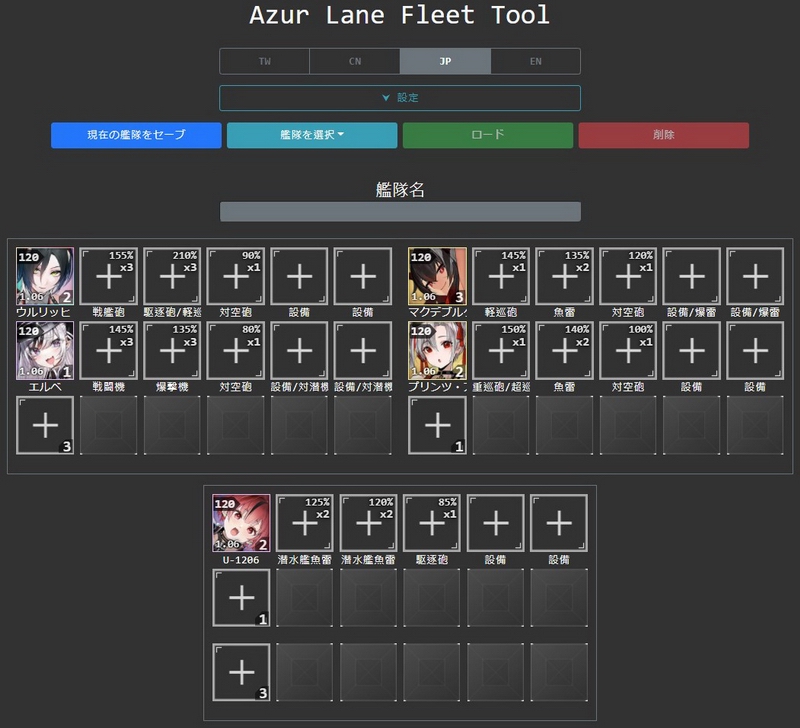 Azur Lane Fleet Tool
TW CN JP EN
設定
現在の艦隊をセーブ 艦隊を選択 ロード 削除
艦隊名
120 155% 210% 90% 120 145% 135% 120%
x3 x3 x1 x1 x2 x1
1.06 2 1.06 3
ウルリッヒ 戦艦砲 駆逐砲/軽巡 対空砲 設備 設備 マクデブルク 軽巡砲 魚雷 対空砲 設備/爆雷 設備/爆雷
120 145% 135% 80% 120 150% 140% 100%
x3 x3 x1 x1 x2 x1
1.06 1 1.06 2
エルベ 戦闘機 爆撃機 対空砲 設備/対潜機 設備/対潜機 プリンツ・ 重巡砲/超巡 魚雷 対空砲 設備 設備
3 1
120 125% 120% 85%
x2 x2 x1
1.06 2
U-1206 潜水艦魚雷 潜水艦魚雷 駆逐砲 設備 設備
1
3